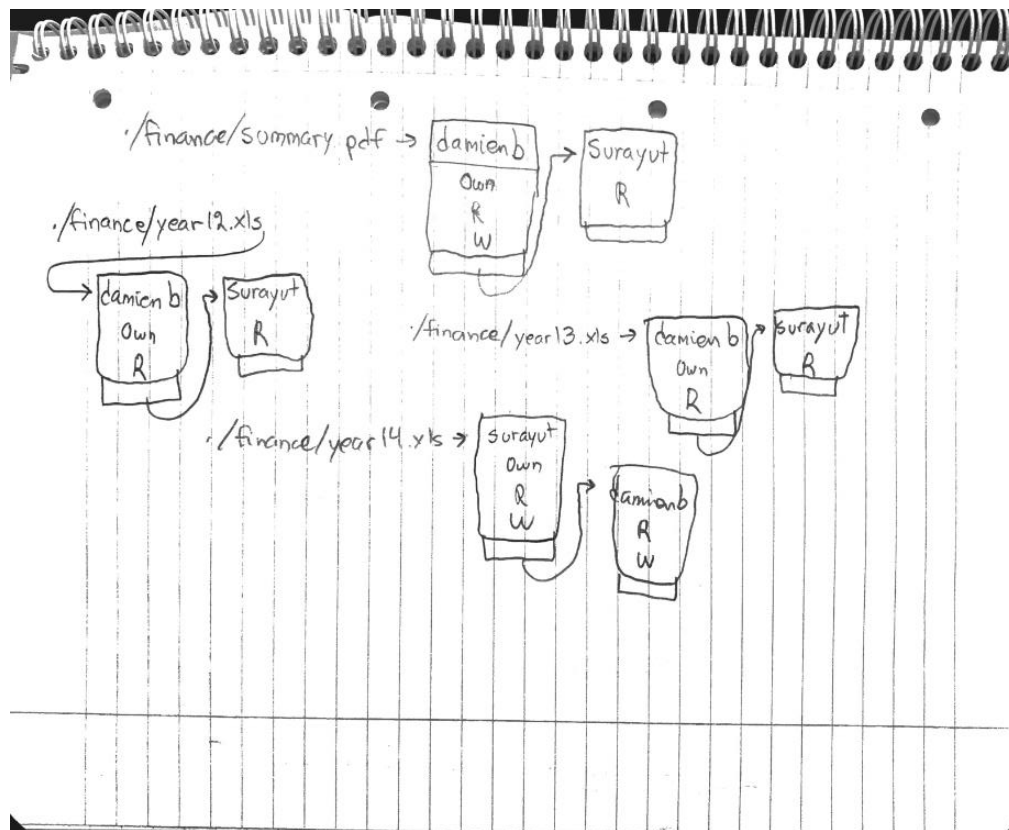 ./finance/summary.pdf →
damien b
Own
R
W
Surayut
R
./finance/year12.xls
damien b
Own
R
Surayut
R
./finance/year13.xls →
damien b
Own
R
surayut
R
./finance/year14.xls →
surayut
Own
R
W
damien b
R
W